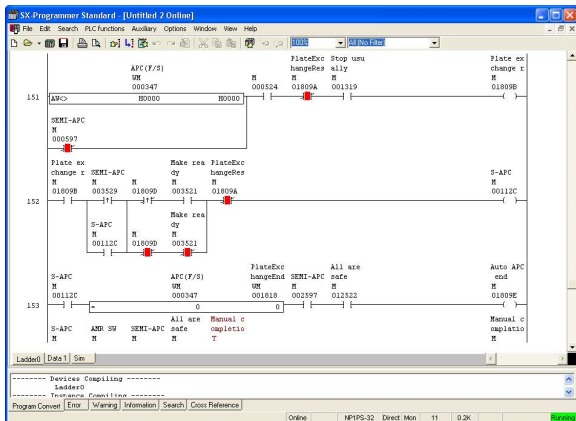 SX-Programmer Standard - [Untitled 2 Online]
File Edit Search PLC functions Auxiliary Options Window View Help
100% All (No Filter)
PlateExc Stop usu Plate ex
APC(F/S) hangeRes ally change r
WM M M M M
000347 000524 01809A 001319 01809B
151 AW<> H0000 H0000
SEMI-APC
M
000597
Plate ex Make rea PlateExc
change r SEMI-APC dy hangeRes S-APC
M M M M M M
01809B 003529 01809D 003521 01809A 00112C
152
Make rea
S-APC dy
M M M
00112C 01809D 003521
PlateExc All are Auto APC
S-APC APC(F/S) hangeEnd SEMI-APC safe end
M WM WM M M M
00112C 000347 001818 002597 012522 01809E
153 = 0 0
All are Manual c Manual c
S-APC AMR SW SEMI-APC safe ompletio ompletio
M M M M T M
Ladder0 Data 1 Sim
-------- Devices Compiling --------
Ladder0
-------- Instance Compiling --------
Program Convert Error Warning Information Search Cross Reference
Online NP1PS-32 Direct Mon 11 0.2K Running